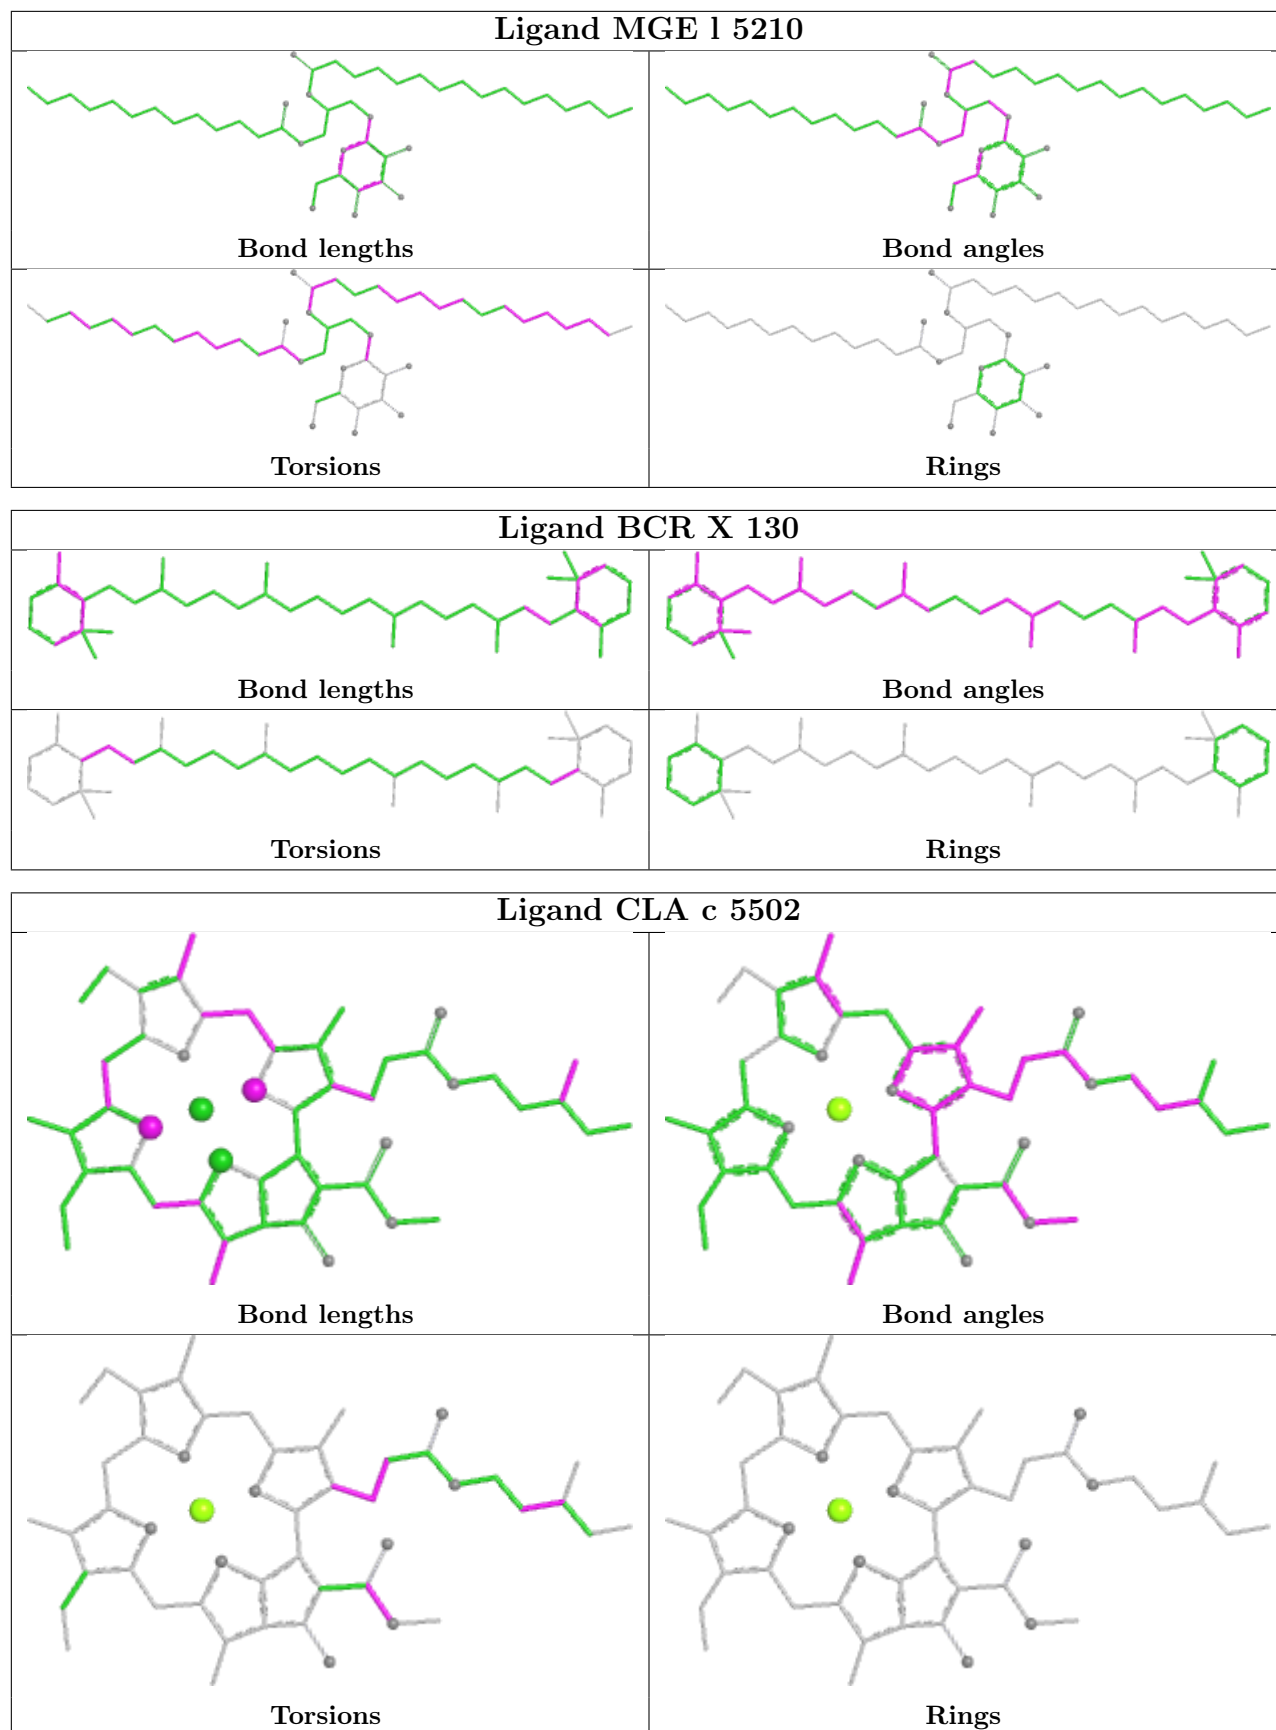 Ligand MGE l 5210
Bond lengths
Bond angles
Torsions
Rings
Ligand BCR X 130
Bond lengths
Bond angles
Torsions
Rings
Ligand CLA c 5502
Bond lengths
Bond angles
Torsions
Rings